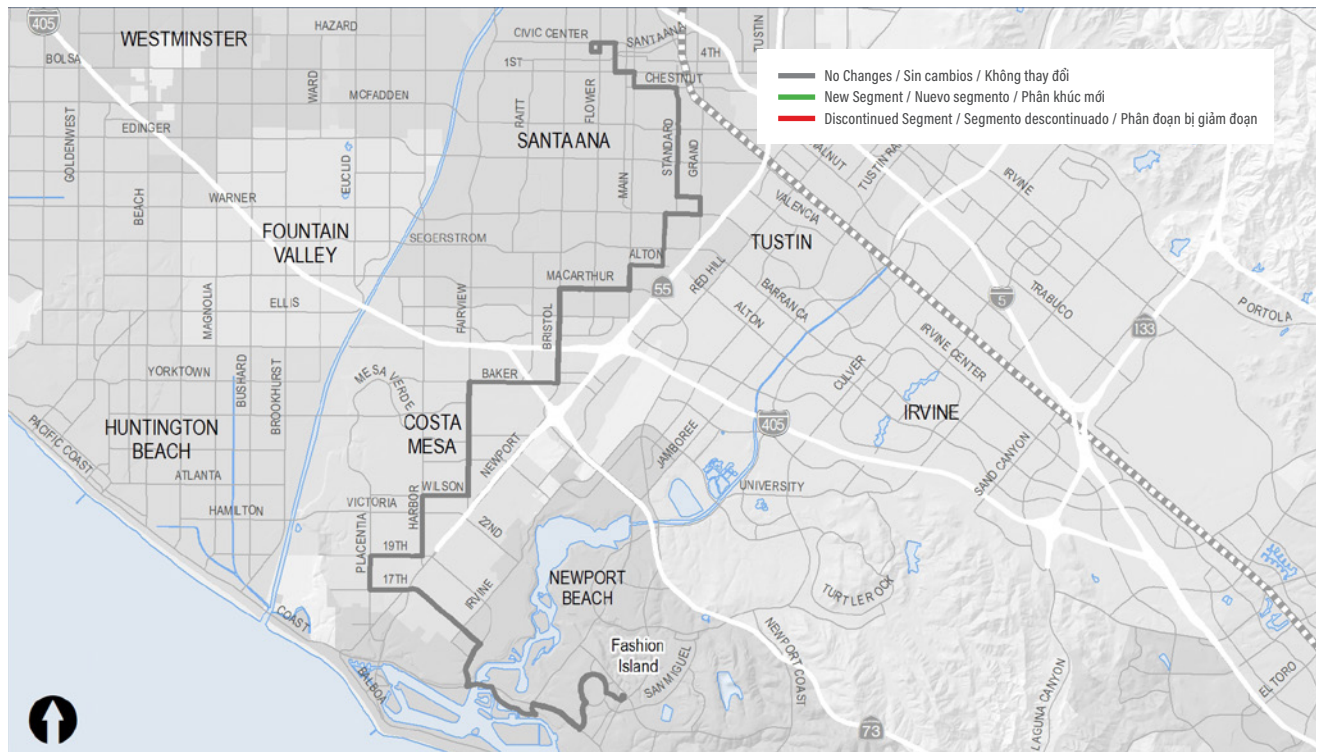 405
WESTMINSTER
HAZARD
CIVIC CENTER
SANTA ANA
TUSTIN
BOLSA
1ST
4TH
No Changes / Sin cambios / Không thay đổi
New Segment / Nuevo segmento / Phân khúc mới
Discontinued Segment / Segmento descontinuado / Phân đoạn bị giảm đoạn
CHESTNUT
WARD
MCFADDEN
FLOWER
RAITT
EDINGER
GOLDENWEST
SANTA ANA
STANDARD
GRAND
EUCLID
MAIN
TUSTIN RA
IRVINE
BEACH
WARNER
VALENCIA
FOUNTAIN
VALLEY
SEGERSTROM
TUSTIN
ALTON
MACARTHUR
RED HILL
55
BARRANCA
ALTON
5
TRABUCO
PORTOLA
133
MAGNOLIA
ELLIS
FAIRVIEW
BRISTOL
IRVINE CENTER
YORKTOWN
BUSHARD
BROOKHURST
MESA VERDE
BAKER
CULVER
HUNTINGTON
BEACH
COSTA
MESA
IRVINE
405
PACIFIC COAST
NEWPORT
JAMBOREE
ATLANTA
SAND CANYON
WILSON
UNIVERSITY
VICTORIA
HARBOR
HAMILTON
PLACENTIA
22ND
19TH
17TH
IRVINE
NEWPORT
BEACH
TURTLE ROCK
COAST
NEWPORT COAST
Fashion
Island
SAN MIGUEL
BALBOA
LAGUNA CANYON
EL TORO
73